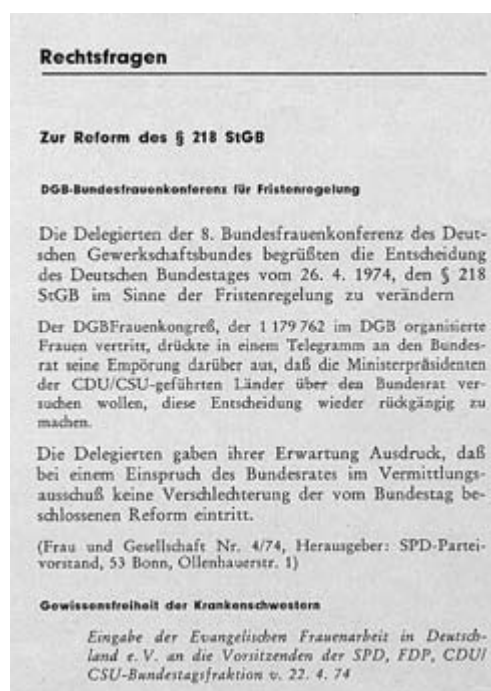 Rechtsfragen
Zur Reform des § 218 StGB
DGB-Bundesfrauenkonferenz für Fristenregelung
Die Delegierten der 8. Bundesfrauenkonferenz des Deut-
schen Gewerkschaftsbundes begrüßten die Entscheidung
des Deutschen Bundestages vom 26. 4. 1974, den § 218
StGB im Sinne der Fristenregelung zu verändern
Der DGBFrauenkongreß, der 1 179 762 im DGB organisierte
Frauen vertritt, drückte in einem Telegramm an den Bundes-
rat seine Empörung darüber aus, daß die Ministerpräsidenten
der CDU/CSU-geführten Länder über den Bundesrat ver-
suchen wollen, diese Entscheidung wieder rückgängig zu
machen.
Die Delegierten gaben ihrer Erwartung Ausdruck, daß
bei einem Einspruch des Bundesrates im Vermittlungs-
ausschuß keine Verschlechterung der vom Bundestag be-
schlossenen Reform eintritt.
(Frau und Gesellschaft Nr. 4/74, Herausgeber: SPD-Partei-
vorstand, 53 Bonn, Ollenhauerstr. 1)
Gewissensfreiheit der Krankenschwestern
Eingabe der Evangelischen Frauenarbeit in Deutsch-
land e. V. an die Vorsitzenden der SPD, FDP, CDU/
CSU-Bundestagsfraktion v. 22. 4. 74